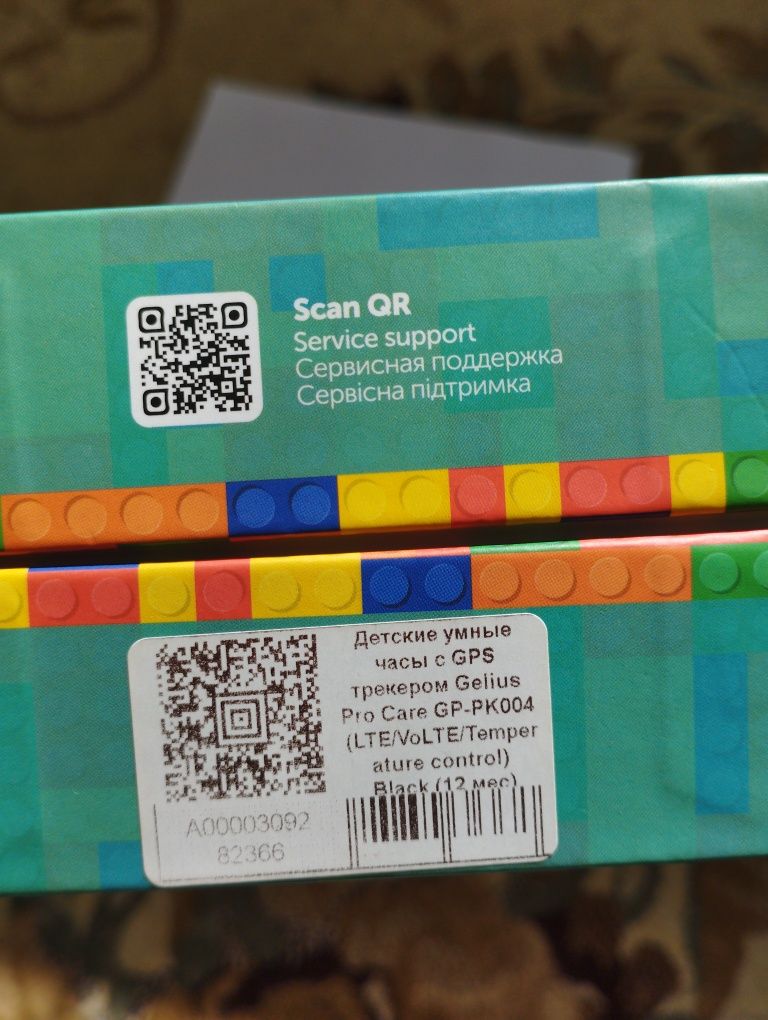 Scan QR
Service support
Сервисная поддержка
Сервісна підтримка
Детские умные
часы с GPS
трекером Gelius
Pro Care GP-PK004
(LTE/VoLTE/Temper
ature control)
Black (12 мес)
A00003092
82366